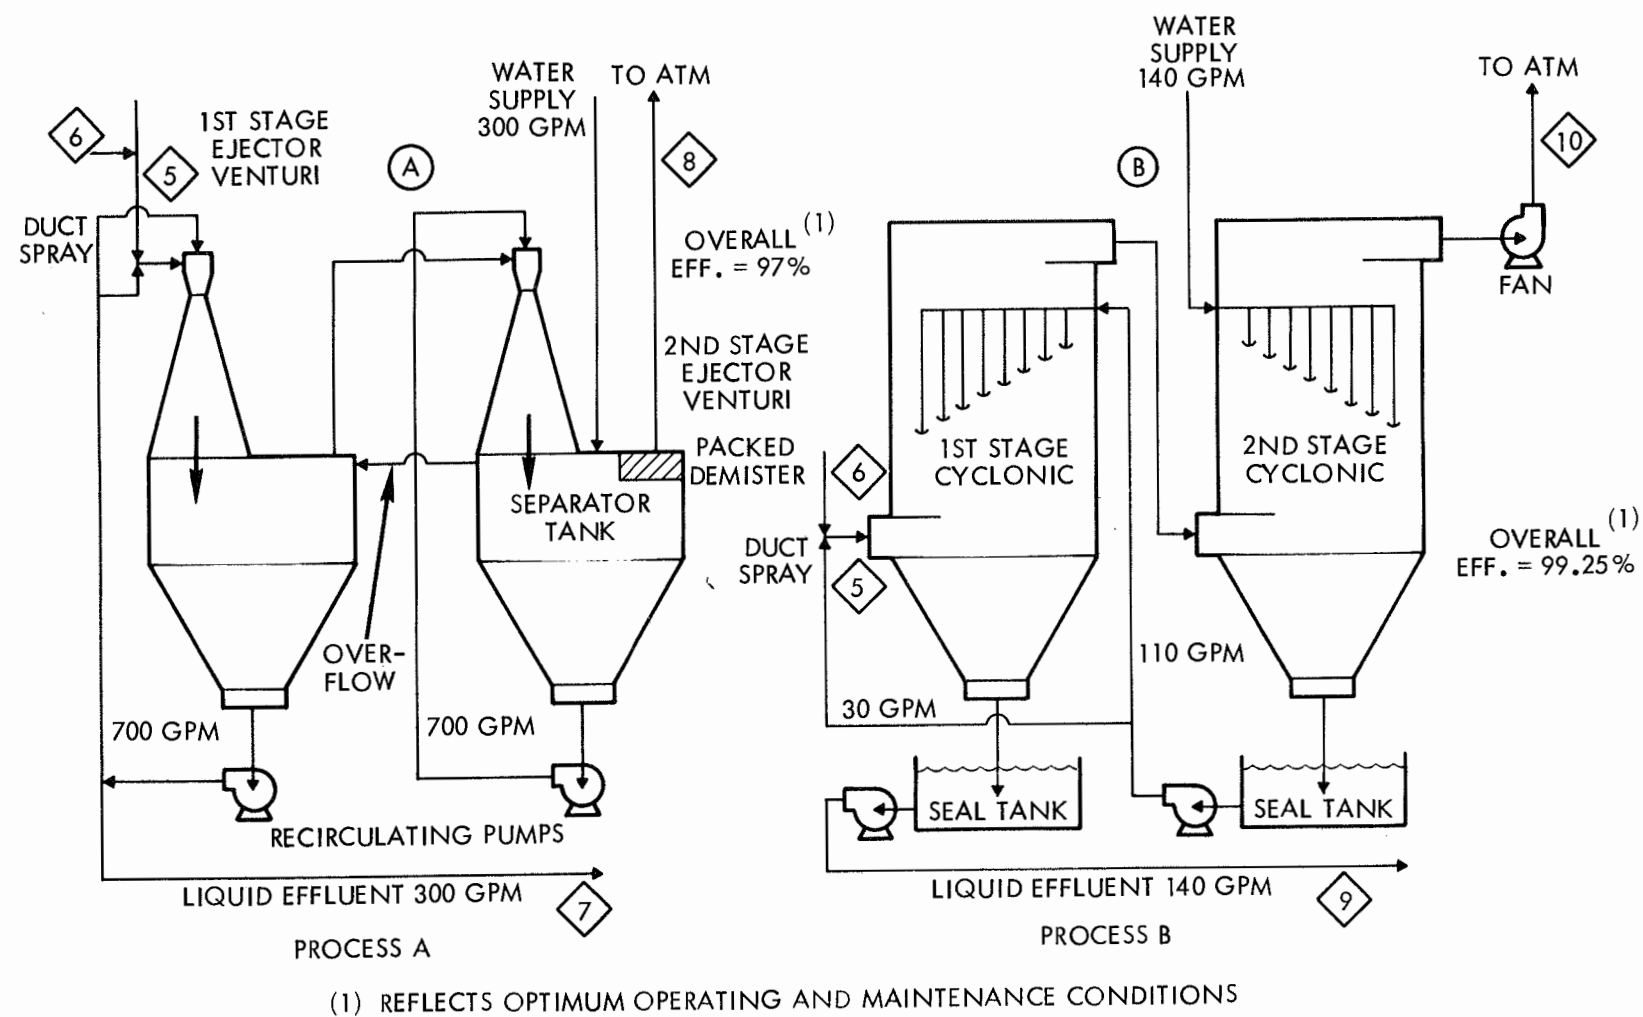 6
5
1ST STAGE
EJECTOR
VENTURI
DUCT
SPRAY
A
WATER
SUPPLY
300 GPM
TO ATM
8
OVERALL (1)
EFF. = 97%
2ND STAGE
EJECTOR
VENTURI
PACKED
DEMISTER
SEPARATOR
TANK
OVER-
FLOW
700 GPM
700 GPM
RECIRCULATING PUMPS
LIQUID EFFLUENT 300 GPM
7
PROCESS A
WATER
SUPPLY
140 GPM
B
TO ATM
10
FAN
1ST STAGE
CYCLONIC
2ND STAGE
CYCLONIC
6
DUCT
SPRAY
5
OVERALL (1)
EFF. = 99.25%
110 GPM
30 GPM
SEAL TANK
SEAL TANK
LIQUID EFFLUENT 140 GPM
9
PROCESS B
(1) REFLECTS OPTIMUM OPERATING AND MAINTENANCE CONDITIONS